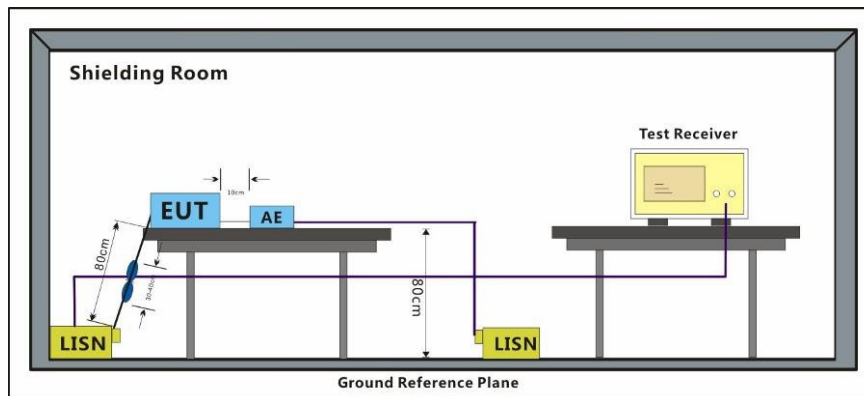 Shielding Room
Test Receiver
10cm
EUT
AE
80cm
30-40cm
80cm
LISN
LISN
Ground Reference Plane